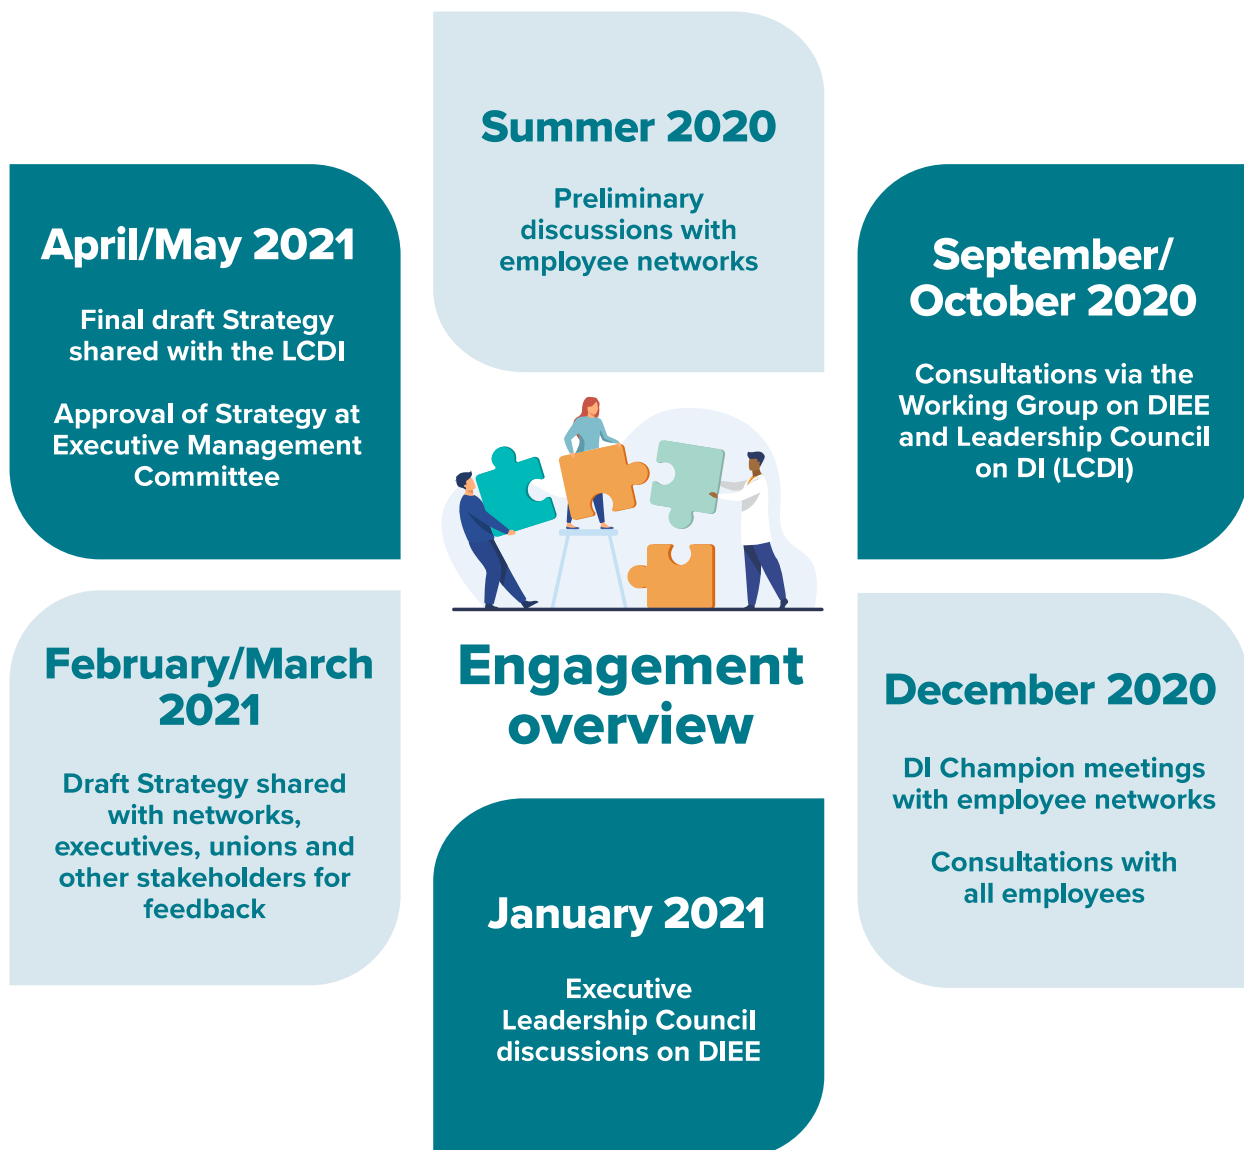 Summer 2020
Preliminary
discussions with
employee networks
September/
October 2020
Consultations via the
Working Group on DIEE
and Leadership Council
on DI (LCDI)
December 2020
DI Champion meetings
with employee networks
Consultations with
all employees
January 2021
Executive
Leadership Council
discussions on DIEE
February/March
2021
Draft Strategy shared
with networks,
executives, unions and
other stakeholders for
feedback
April/May 2021
Final draft Strategy
shared with the LCDI
Approval of Strategy at
Executive Management
Committee
Engagement
overview